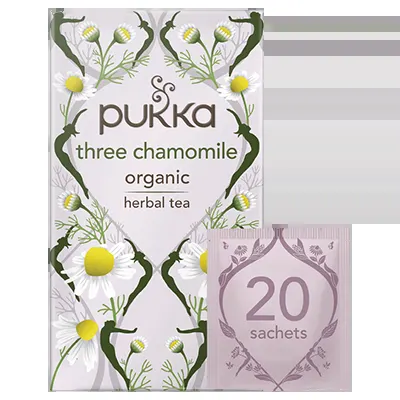 pukka
three chamomile
organic
herbal tea
20
sachets